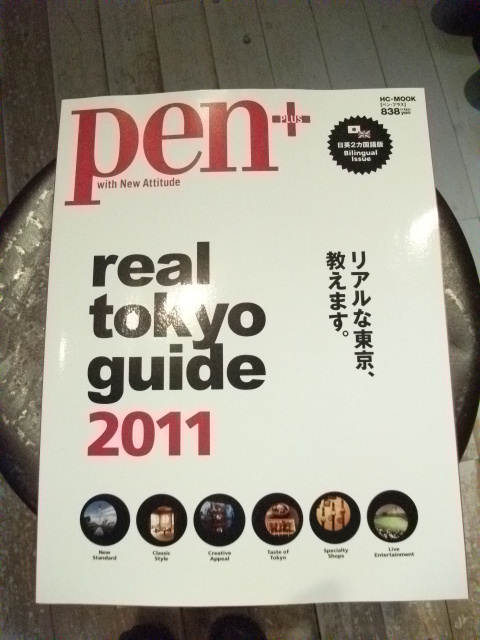 pen+
PLUS
with New Attitude
HC-MOOK
[ペン・プラス]
838
yen
日英2カ国語版
Bilingual
Issue
real
tokyo
guide
2011
リアルな東京、
教えます。
New
Standard
Classic
Style
Creative
Appeal
Taste of
Tokyo
Specialty
Shops
Live
Entertainment